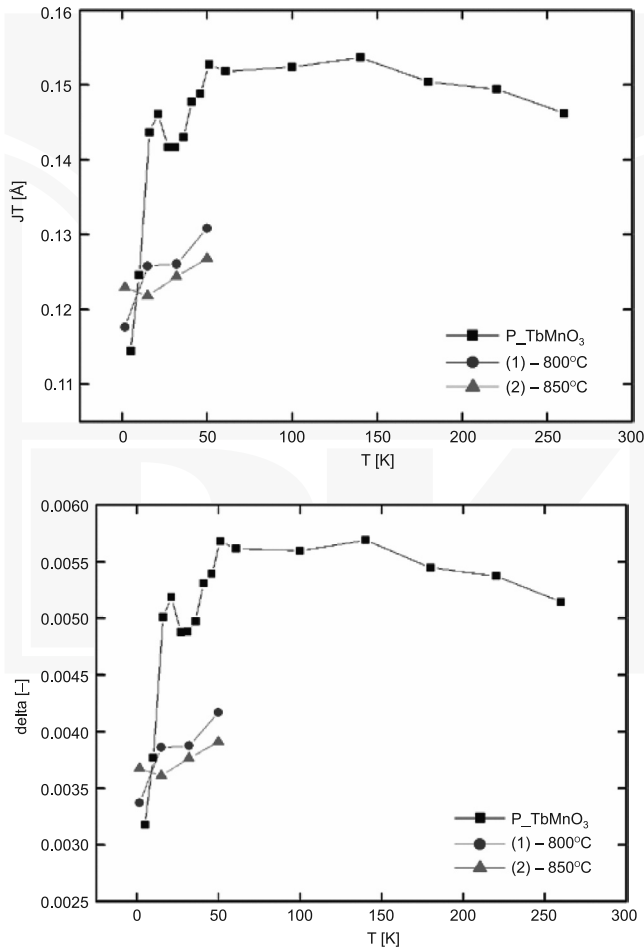 0.16
0.15
0.14
0.13
0.12
0.11
JT [Å]
P_TbMnO₃
(1) – 800°C
(2) – 850°C
0 50 100 150 200 250 300
T [K]
0.0060
0.0055
0.0050
0.0045
0.0040
0.0035
0.0030
0.0025
delta [–]
P_TbMnO₃
(1) – 800°C
(2) – 850°C
0 50 100 150 200 250 300
T [K]